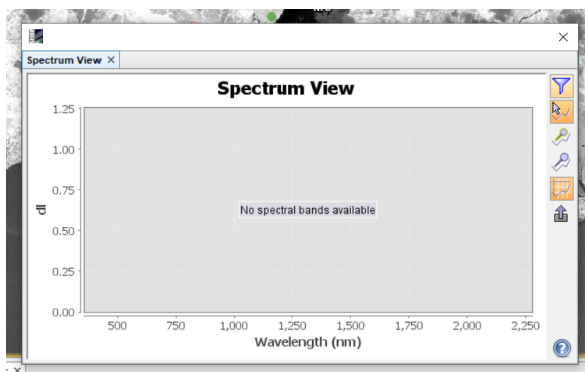 Spectrum View ×
Spectrum View
1.25
1.00
0.75
0.50
0.25
0.00
dl
No spectral bands available
500 750 1,000 1,250 1,500 1,750 2,000 2,250
Wavelength (nm)